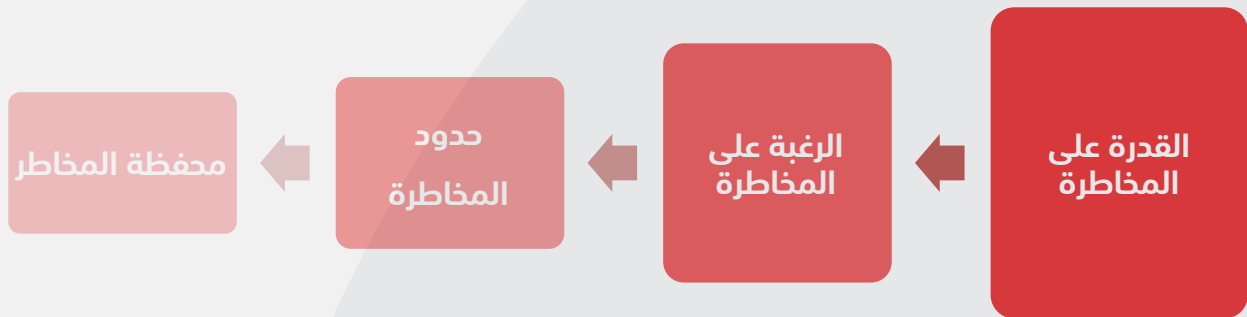 القدرة على
المخاطرة
الرغبة على
المخاطرة
حدود
المخاطرة
محفظة المخاطر